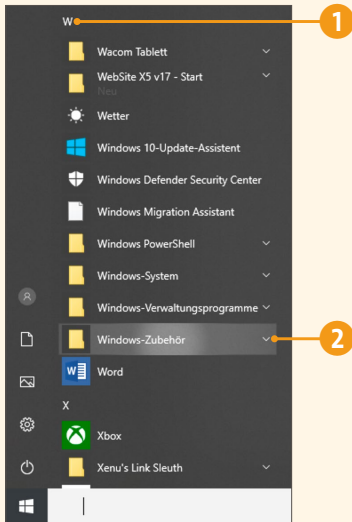 W
1
Wacom Tablett
WebSite X5 v17 - Start
Neu
Wetter
Windows 10-Update-Assistent
Windows Defender Security Center
Windows Migration Assistant
Windows PowerShell
Windows-System
Windows-Verwaltungsprogramme
Windows-Zubehör
2
Word
X
Xbox
Xenu's Link Sleuth